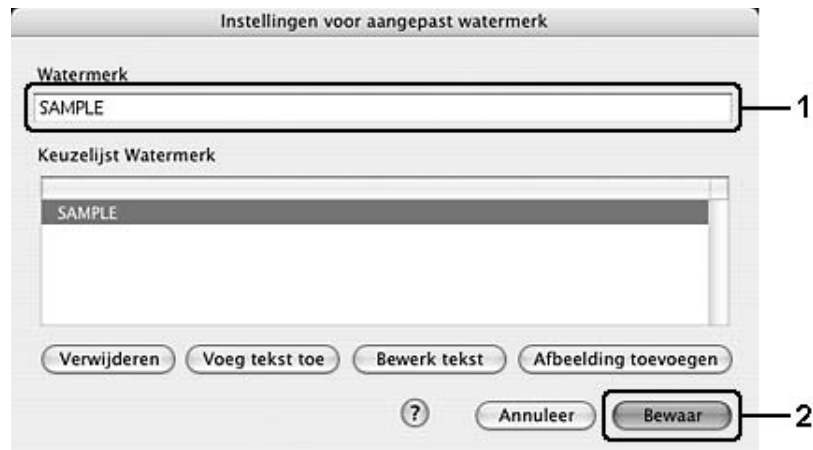 Instellingen voor aangepast watermerk
Watermerk
SAMPLE
1
Keuzelijst Watermerk
SAMPLE
Verwijderen Voeg tekst toe Bewerk tekst Afbeelding toevoegen
? Annuleer Bewaar 2